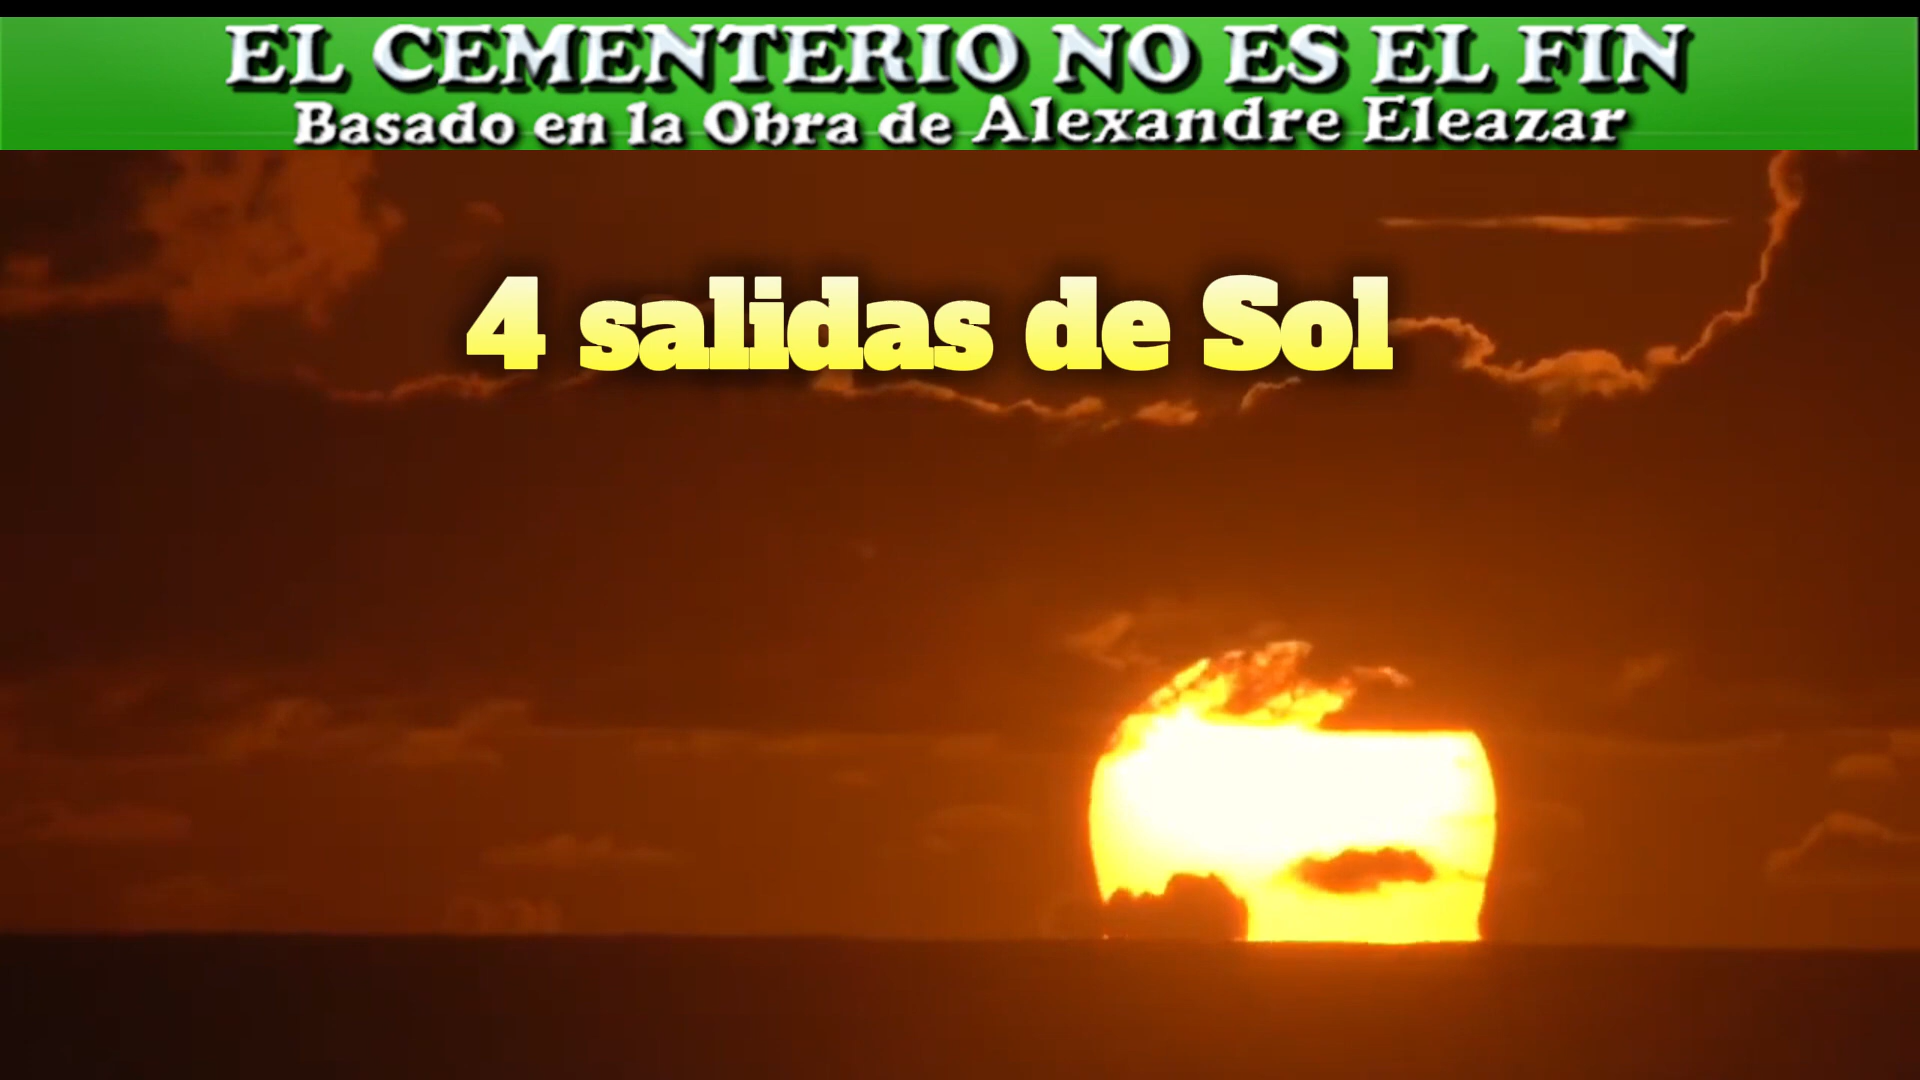 EL CEMENTERIO NO ES EL FIN
Basado en la Obra de Alexandre Eleazar
4 salidas de Sol